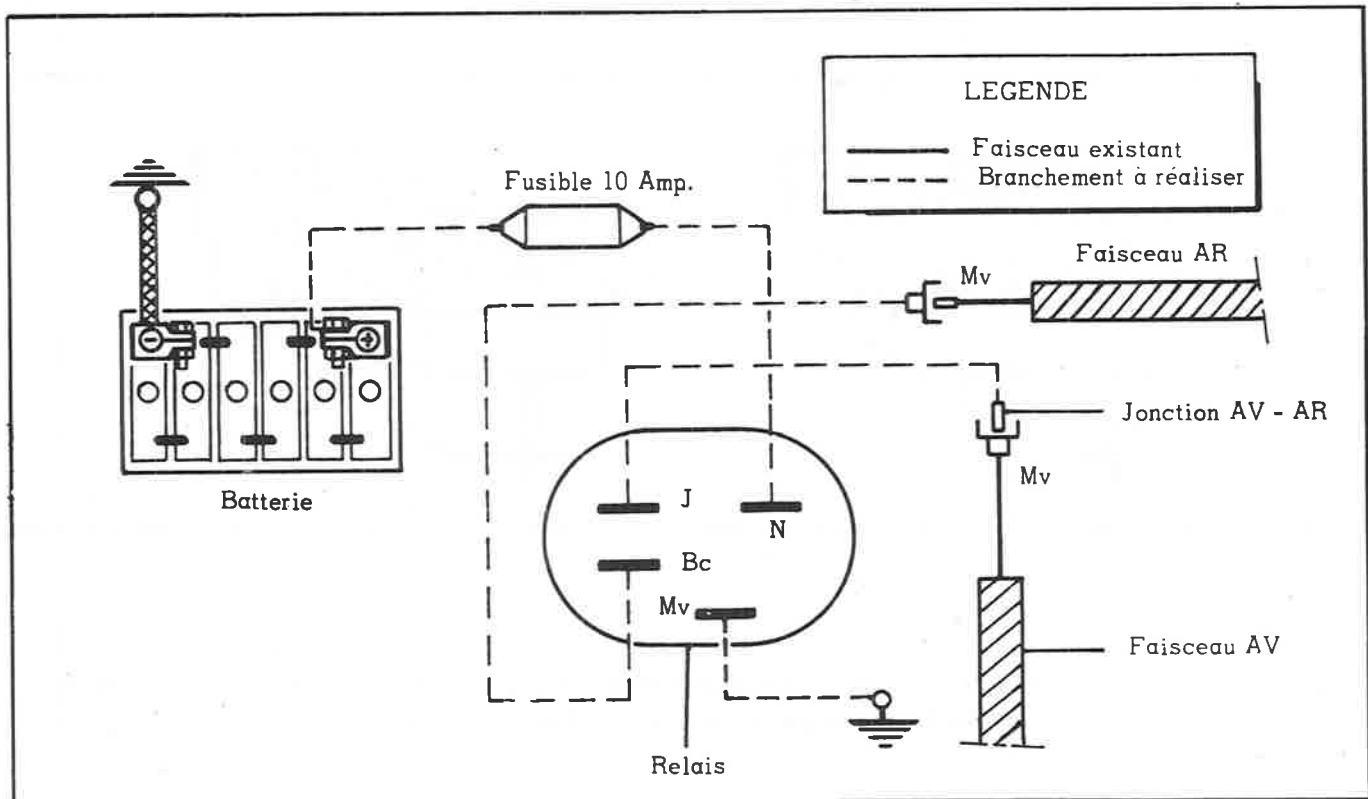 LEGENDE
Faisceau existant
Branchement à réaliser
Fusible 10 Amp.
Faisceau AR
Mv
Jonction AV - AR
Mv
Batterie
J
N
Bc
Mv
Faisceau AV
Relais